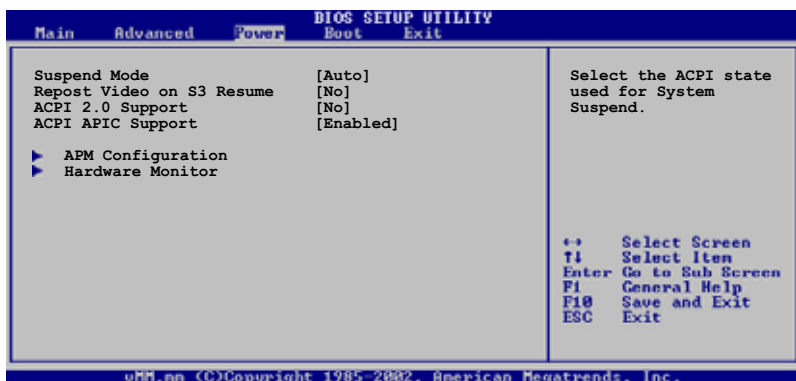 BIOS SETUP UTILITY
Main Advanced Power Boot Exit
Suspend Mode [Auto]
Repost Video on S3 Resume [No]
ACPI 2.0 Support [No]
ACPI APIC Support [Enabled]
APM Configuration
Hardware Monitor
Select the ACPI state
used for System
Suspend.
↔ Select Screen
↑↓ Select Item
Enter Go to Sub Screen
F1 General Help
F10 Save and Exit
ESC Exit
vMM.nn (C)Copyright 1985-2002, American Megatrends, Inc.